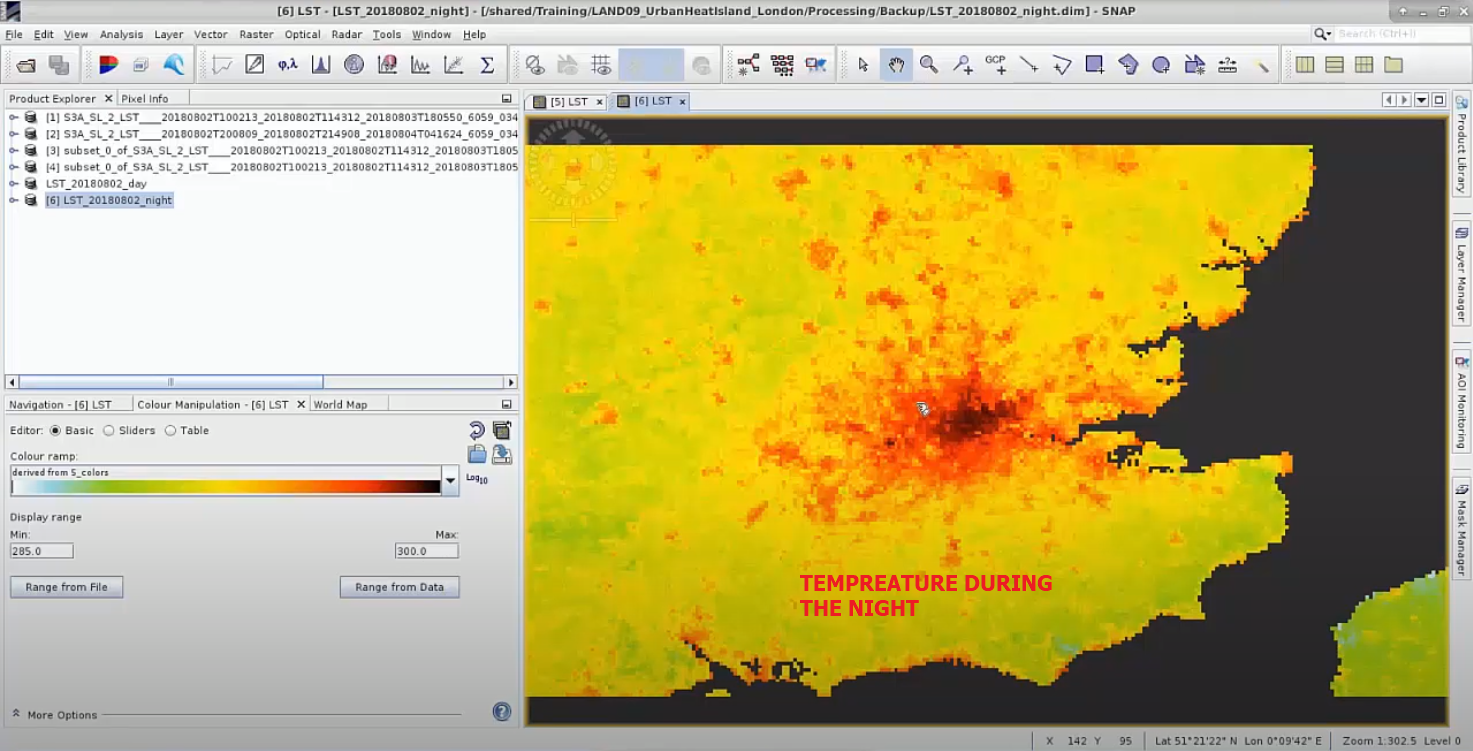 [6] LST - [LST_20180802_night] - [/shared/Training/LAND09_UrbanHeatIsland_London/Processing/Backup/LST_20180802_night.dim] - SNAP
File Edit View Analysis Layer Vector Raster Optical Radar Tools Window Help
Search (Ctrl+I)
φ,λ Σ GCP
Product Explorer Pixel Info
[5] LST [6] LST
[1] S3A_SL_2_LST____20180802T100213_20180802T114312_20180803T180550_6059_034
[2] S3A_SL_2_LST____20180802T200809_20180802T214908_20180804T041624_6059_034
[3] subset_0_of_S3A_SL_2_LST____20180802T100213_20180802T114312_20180803T1805
[4] subset_0_of_S3A_SL_2_LST____20180802T100213_20180802T114312_20180803T1805
LST_20180802_day
[6] LST_20180802_night
Navigation - [6] LST Colour Manipulation - [6] LST World Map
Editor: Basic Sliders Table
Colour ramp:
derived from 5_colors
Log10
Display range
Min: Max:
285.0 300.0
Range from File Range from Data
More Options
TEMPREATURE DURING
THE NIGHT
Product Library
Layer Manager
AOI Monitoring
Mask Manager
X 142 Y 95 Lat 51°21'22" N Lon 0°09'42" E Zoom 1:302.5 Level 0